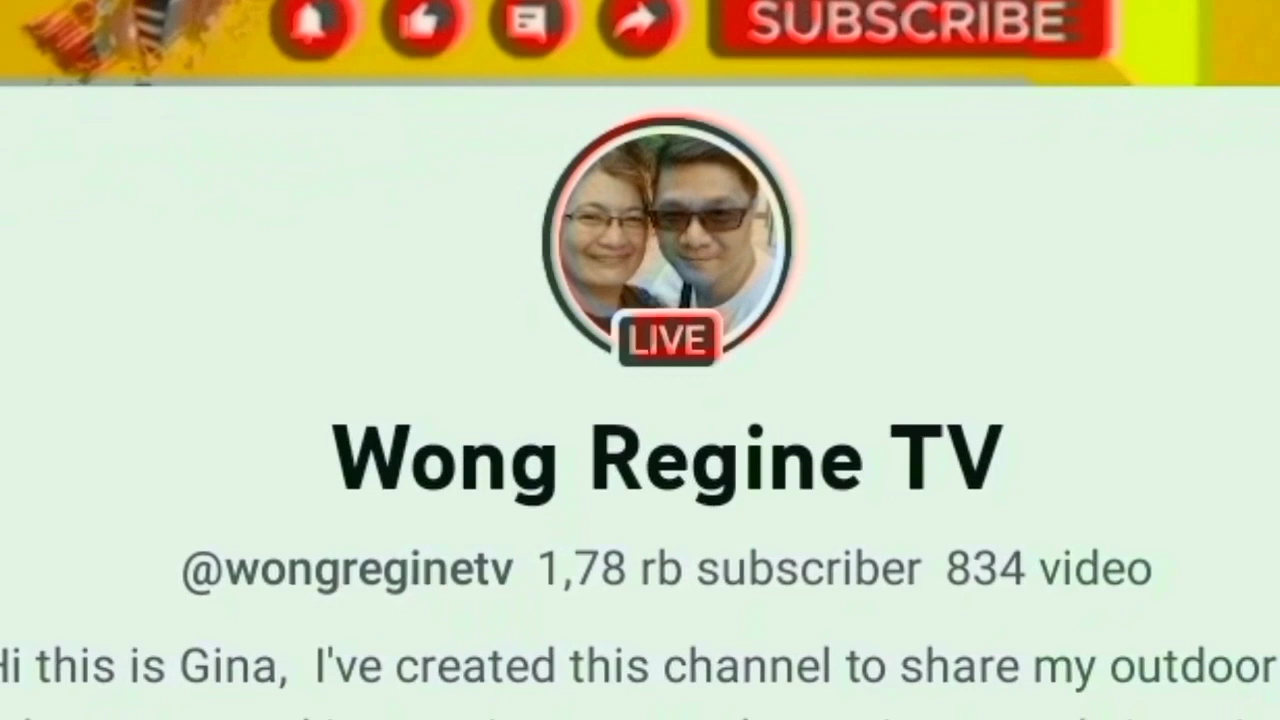 SUBSCRIBE
LIVE
Wong Regine TV
@wongreginetv 1,78 rb subscriber 834 video
Hi this is Gina, I've created this channel to share my outdoor